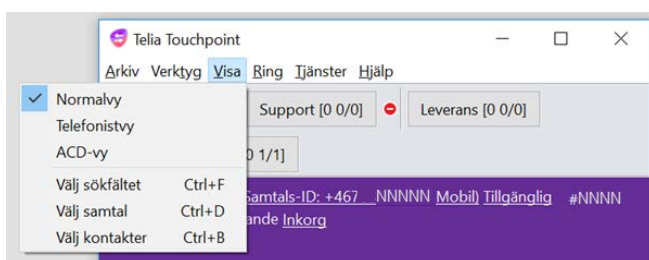 Telia Touchpoint
Arkiv Verktyg Visa Ring Tjänster Hjälp
Normalvy
Telefonistvy
ACD-vy
Välj sökfältet Ctrl+F
Välj samtal Ctrl+D
Välj kontakter Ctrl+B
Support [0 0/0] Leverans [0 0/0]
0 1/1]
Samtals-ID: +467__NNNNN Mobil) Tillgänglig #NNNN
ande Inkorg